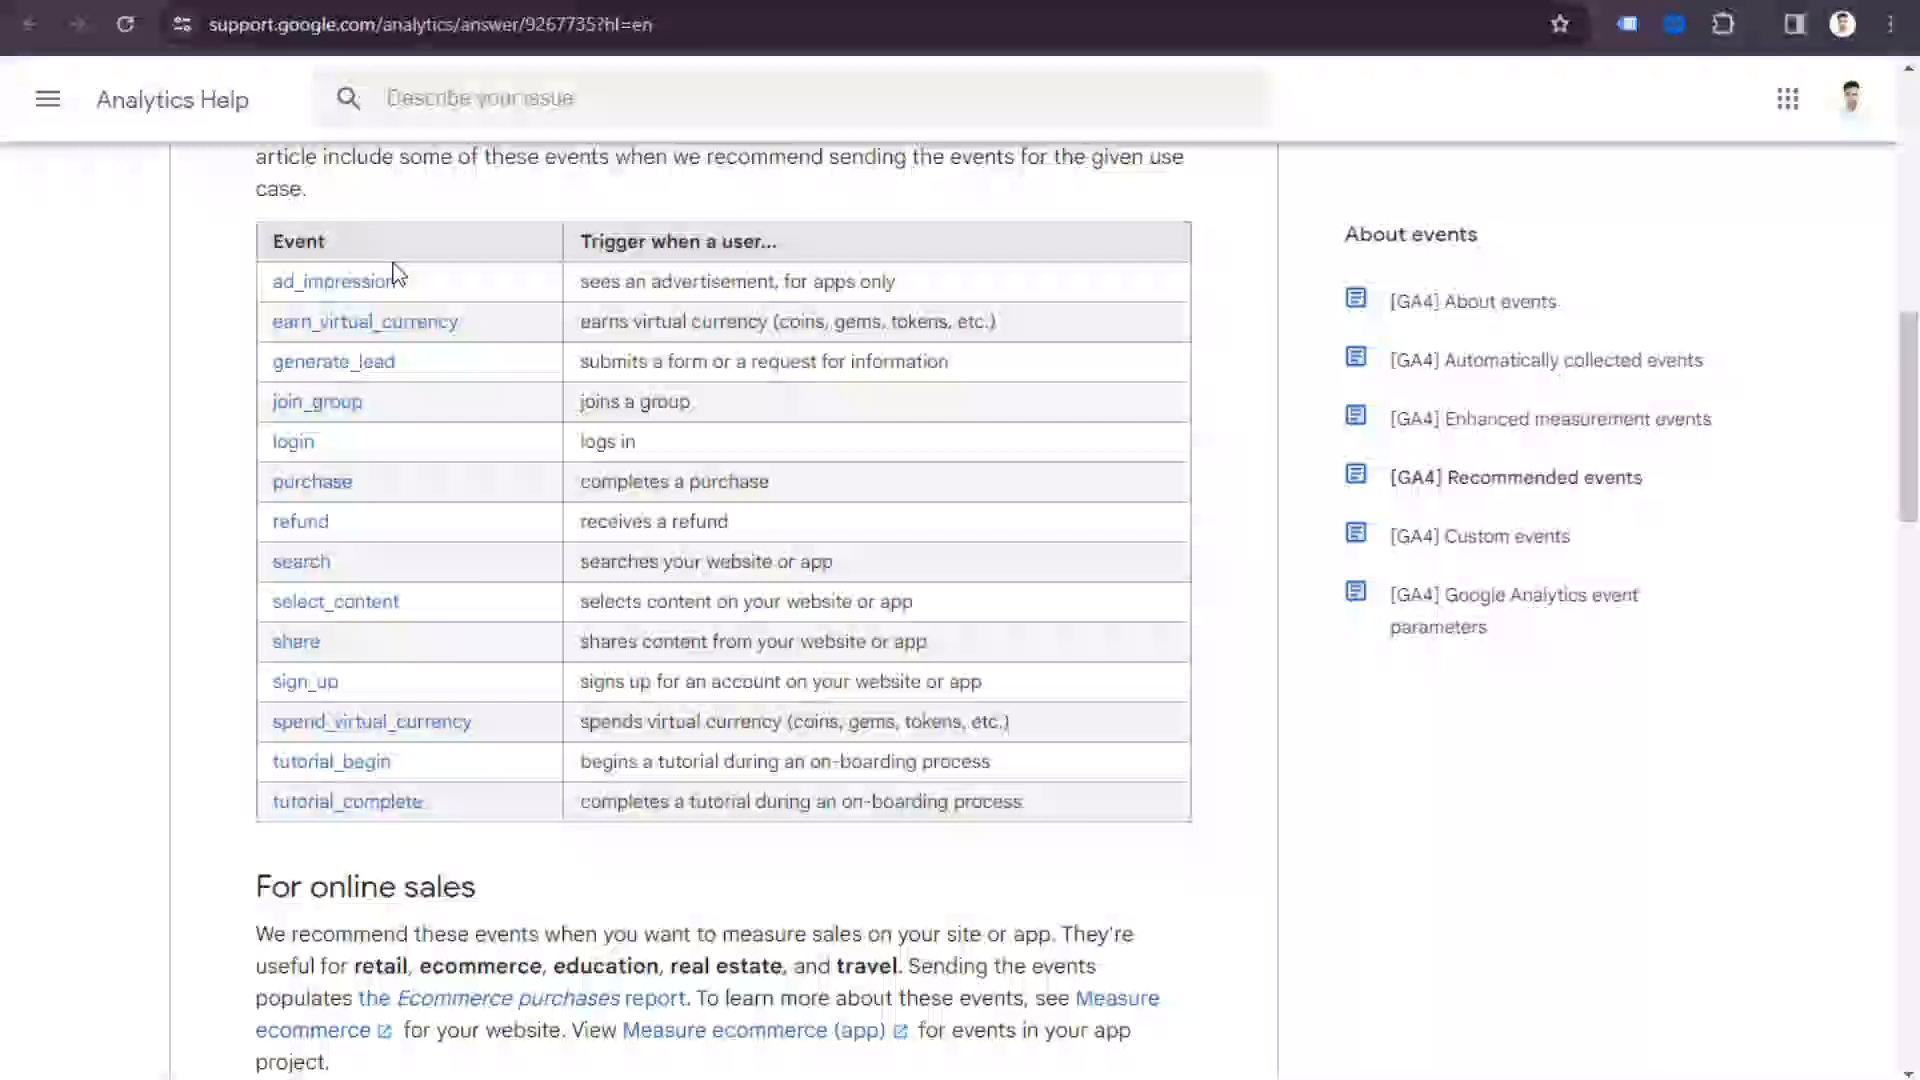 support.google.com/analytics/answer/9267735?hl=en
Analytics Help
Describe your issue
article include some of these events when we recommend sending the events for the given use
case.
Event Trigger when a user...
ad_impression sees an advertisement, for apps only
earn_virtual_currency earns virtual currency (coins, gems, tokens, etc.)
generate_lead submits a form or a request for information
join_group joins a group
login logs in
purchase completes a purchase
refund receives a refund
search searches your website or app
select_content selects content on your website or app
share shares content from your website or app
sign_up signs up for an account on your website or app
spend_virtual_currency spends virtual currency (coins, gems, tokens, etc.)
tutorial_begin begins a tutorial during an on-boarding process
tutorial_complete completes a tutorial during an on-boarding process
For online sales
We recommend these events when you want to measure sales on your site or app. They're
useful for retail, ecommerce, education, real estate, and travel. Sending the events
populates the Ecommerce purchases report. To learn more about these events, see Measure
ecommerce for your website. View Measure ecommerce (app) for events in your app
project.
About events
[GA4] About events
[GA4] Automatically collected events
[GA4] Enhanced measurement events
[GA4] Recommended events
[GA4] Custom events
[GA4] Google Analytics event
parameters